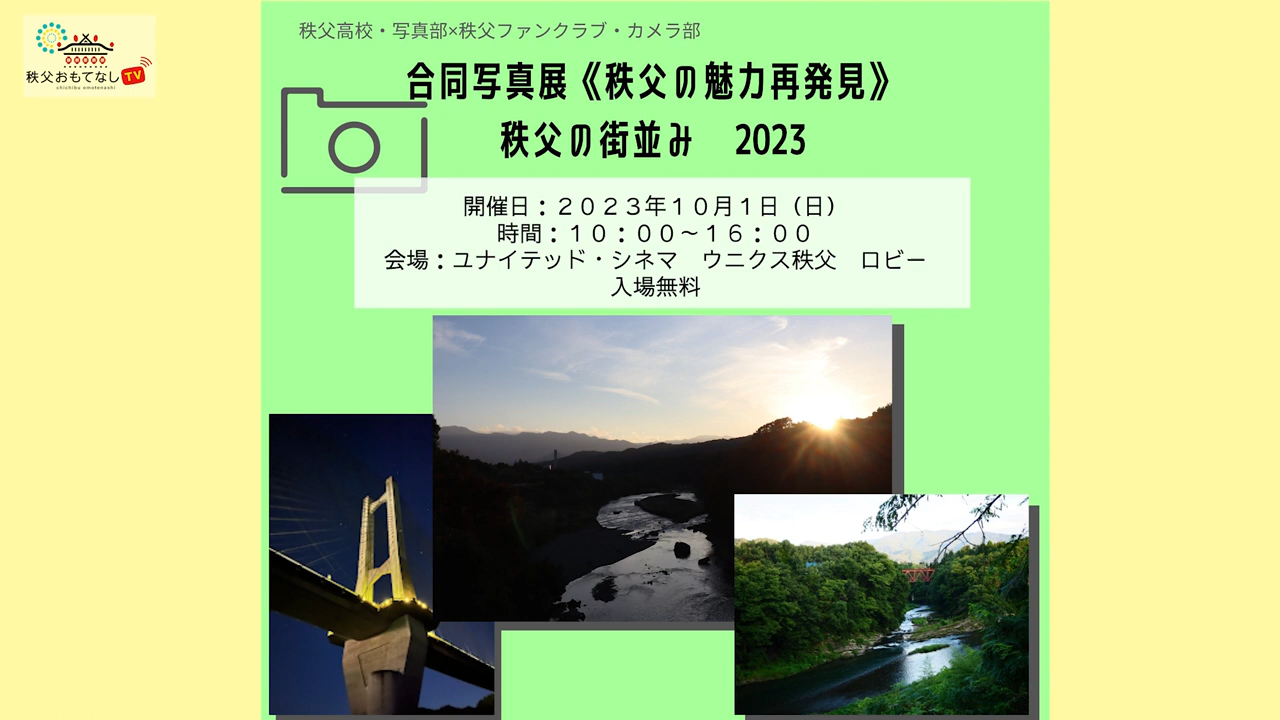 秩父おもてなし
TV
chichibu omotenashi
秩父高校・写真部×秩父ファンクラブ・カメラ部
合同写真展《秩父の魅力再発見》
秩父の街並み　2023
開催日：２０２３年１０月１日（日）
時間：１０：００～１６：００
会場：ユナイテッド・シネマ　ウニクス秩父　ロビー
入場無料